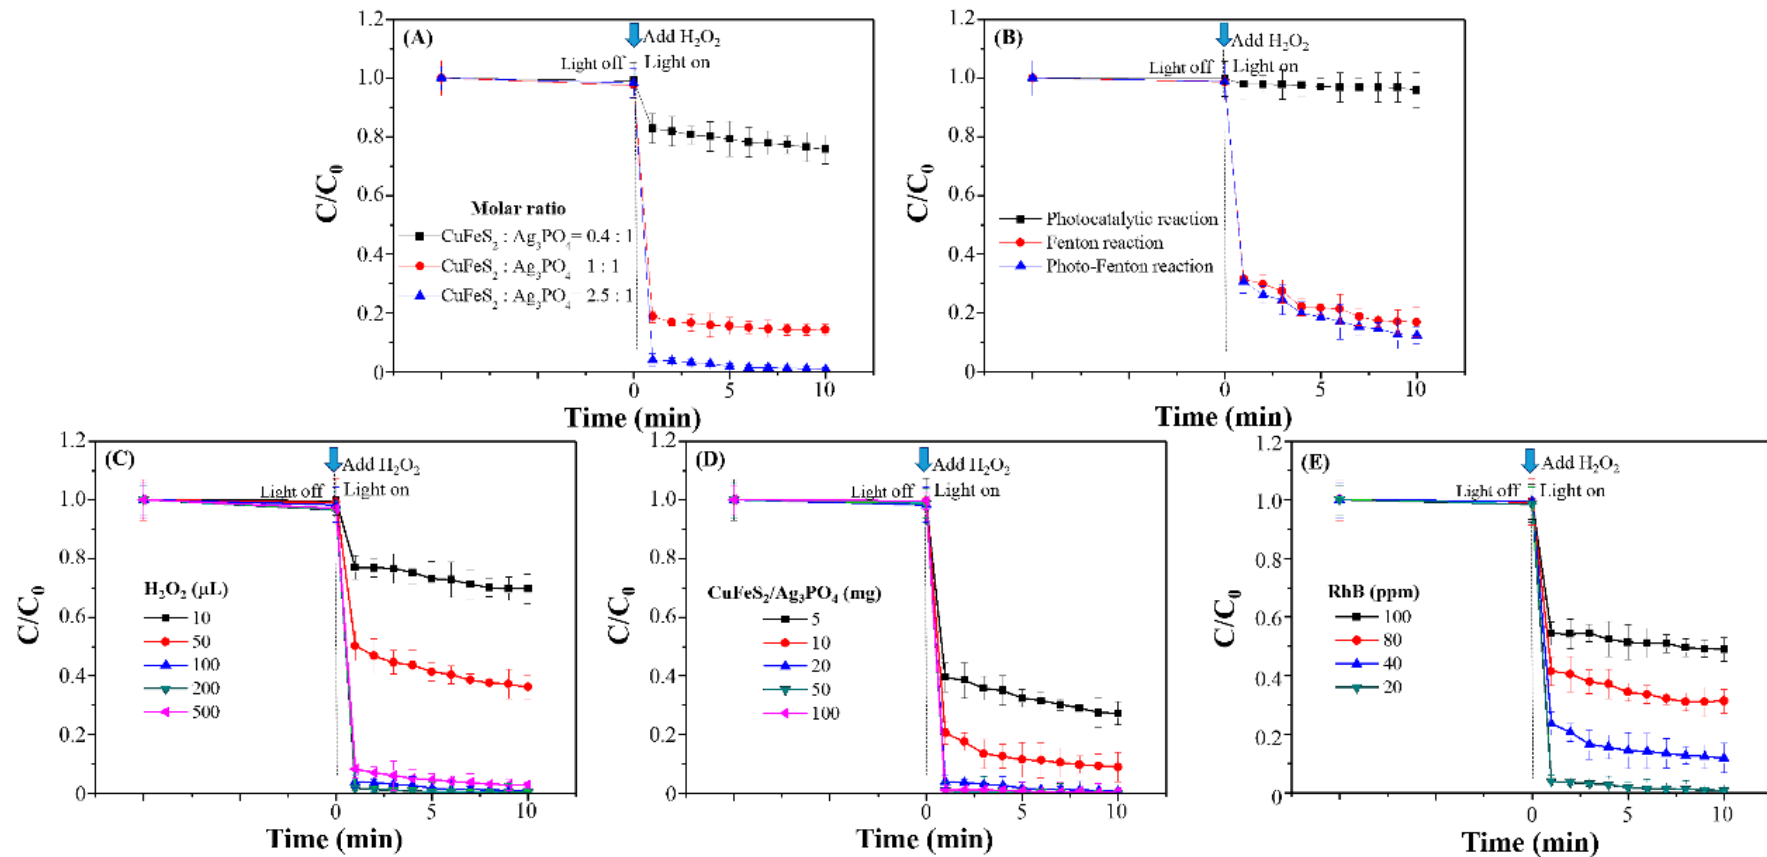 (A)
Add H₂O₂
Light off
Light on
1.2
1.0
0.8
0.6
0.4
0.2
0
C/C₀
Molar ratio
CuFeS₂ : Ag₃PO₄= 0.4 : 1
CuFeS₂ : Ag₃PO₄ 1 : 1
CuFeS₂ : Ag₃PO₄ 2.5 : 1
0 5 10
Time (min)
(B)
Add H₂O₂
Light off
Light on
1.2
1.0
0.8
0.6
0.4
0.2
0
C/C₀
Photocatalytic reaction
Fenton reaction
Photo-Fenton reaction
0 5 10
Time (min)
(C)
Add H₂O₂
Light off
Light on
1.2
1.0
0.8
0.6
0.4
0.2
0
C/C₀
H₂O₂ (μL)
10
50
100
200
500
0 5 10
Time (min)
(D)
Add H₂O₂
Light off
Light on
1.2
1.0
0.8
0.6
0.4
0.2
0
C/C₀
CuFeS₂/Ag₃PO₄ (mg)
5
10
20
50
100
0 5 10
Time (min)
(E)
Add H₂O₂
Light off
Light on
1.2
1.0
0.8
0.6
0.4
0.2
0
C/C₀
RhB (ppm)
100
80
40
20
0 5 10
Time (min)